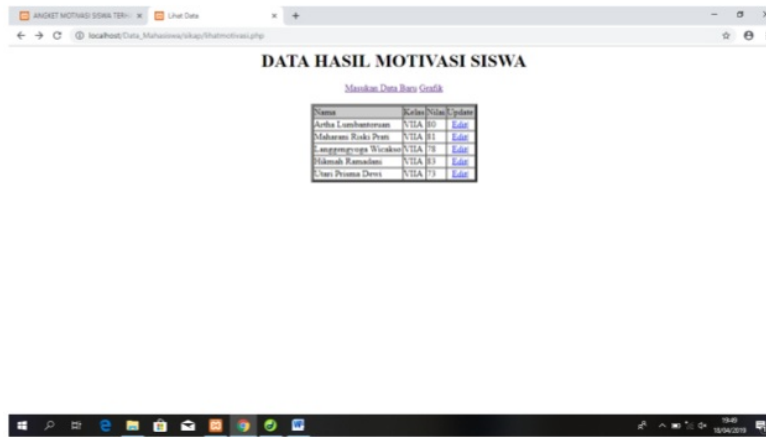 ANGKET MOTIVASI SISWA TERH
Lihat Data
localhost/Data_Mahasiswa/sikap/lihatmotivasi.php
DATA HASIL MOTIVASI SISWA
Masukan Data Baru Grafik
Nama Kelas Nilai Update
Artha Lumbantoruan VIIA 80 Edit
Maharani Riski Prati VIIA 81 Edit
Langgengyoga Wicakso VIIA 78 Edit
Hikmah Ramadani VIIA 83 Edit
Utari Prisma Dewi VIIA 73 Edit
19:49
18/04/2019